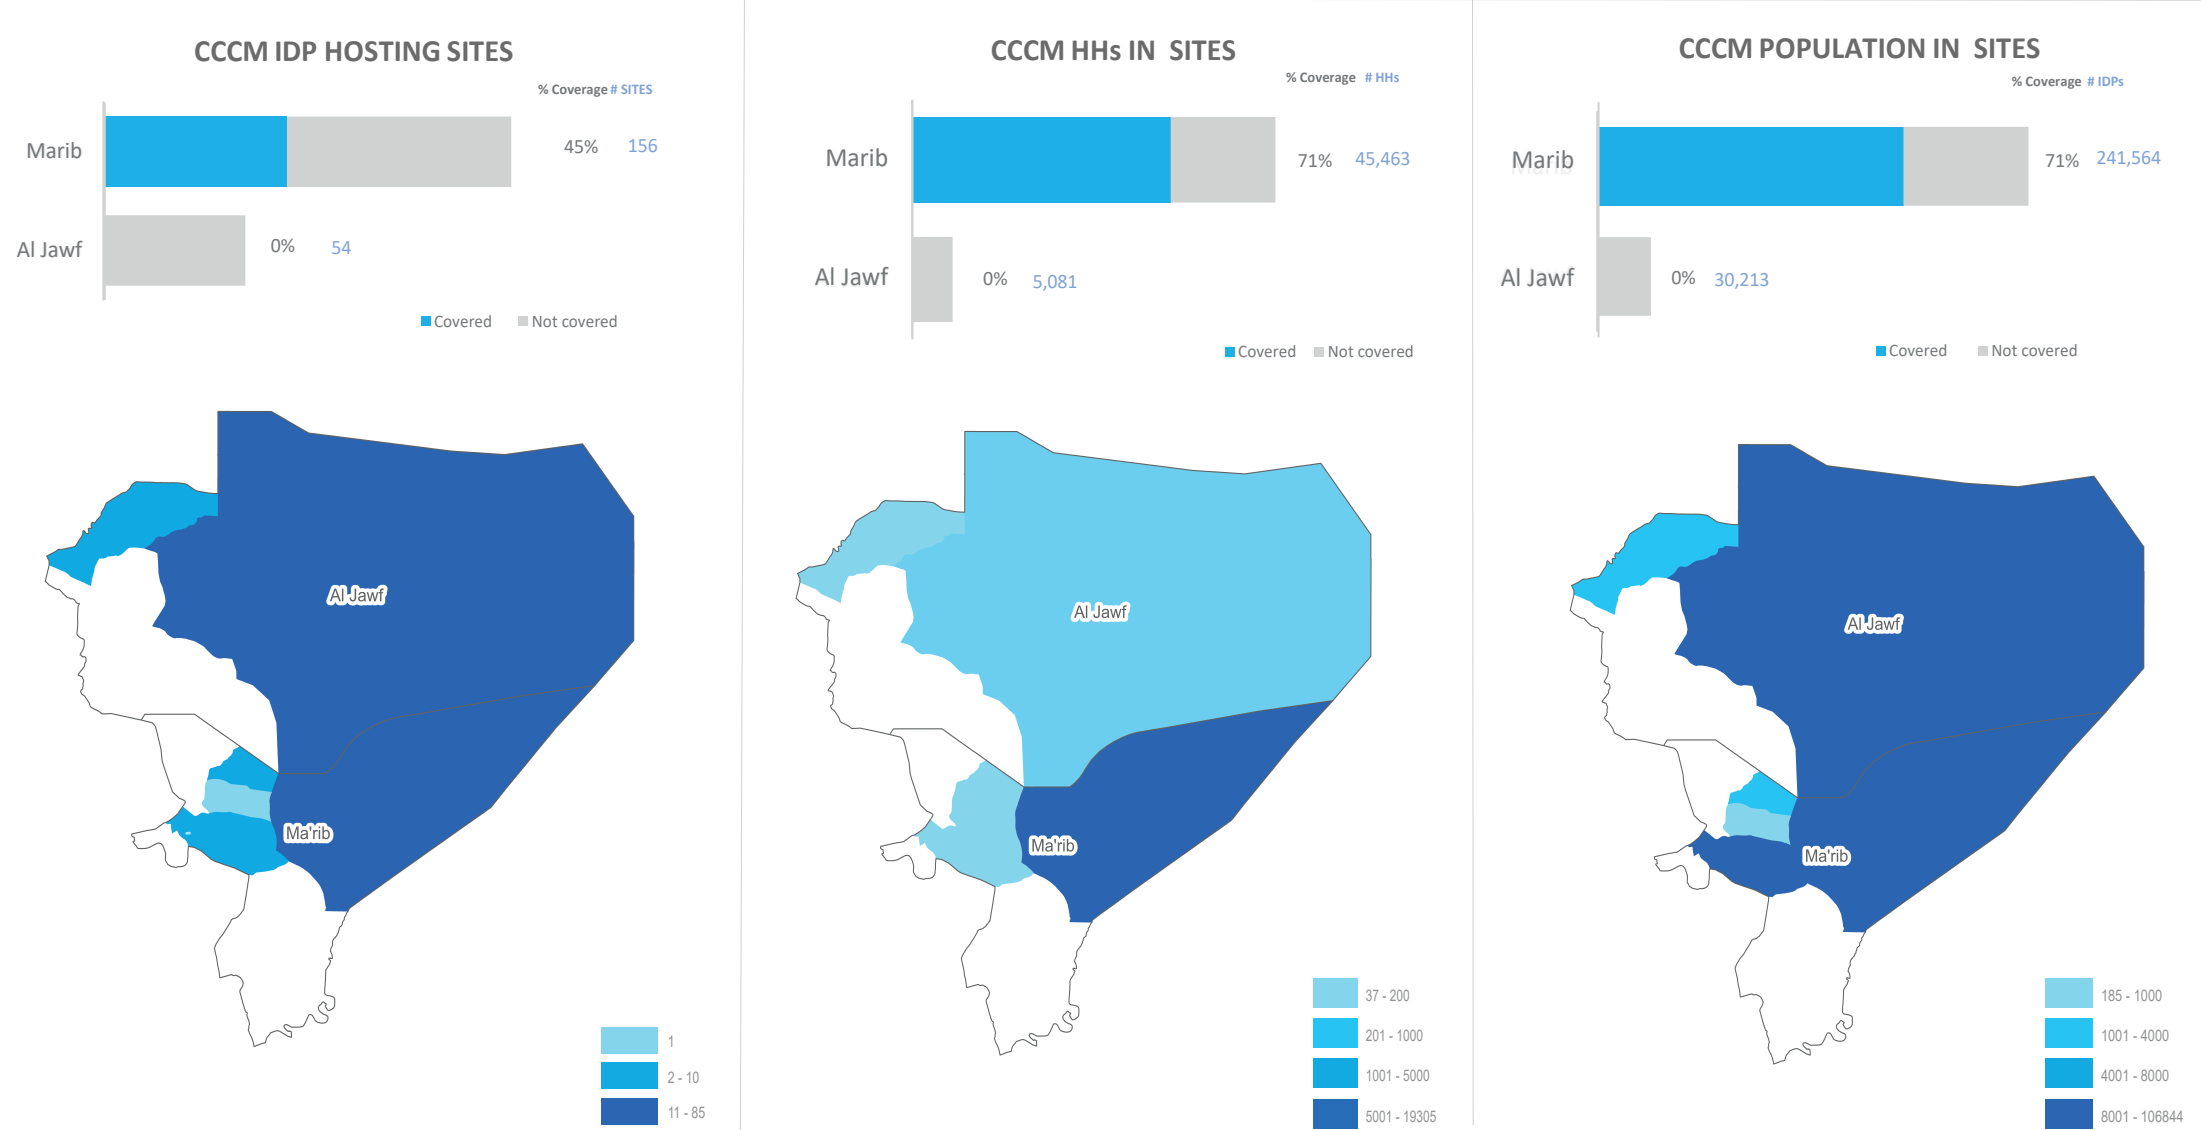 CCCM IDP HOSTING SITES
% Coverage # SITES
Marib 45% 156
Al Jawf 0% 54
Covered Not covered
Al Jawf
Ma'rib
1
2 - 10
11 - 85
CCCM HHs IN SITES
% Coverage # HHs
Marib 71% 45,463
Al Jawf 0% 5,081
Covered Not covered
Al Jawf
Ma'rib
37 - 200
201 - 1000
1001 - 5000
5001 - 19305
CCCM POPULATION IN SITES
% Coverage # IDPs
Marib 71% 241,564
Al Jawf 0% 30,213
Covered Not covered
Al Jawf
Ma'rib
185 - 1000
1001 - 4000
4001 - 8000
8001 - 106844